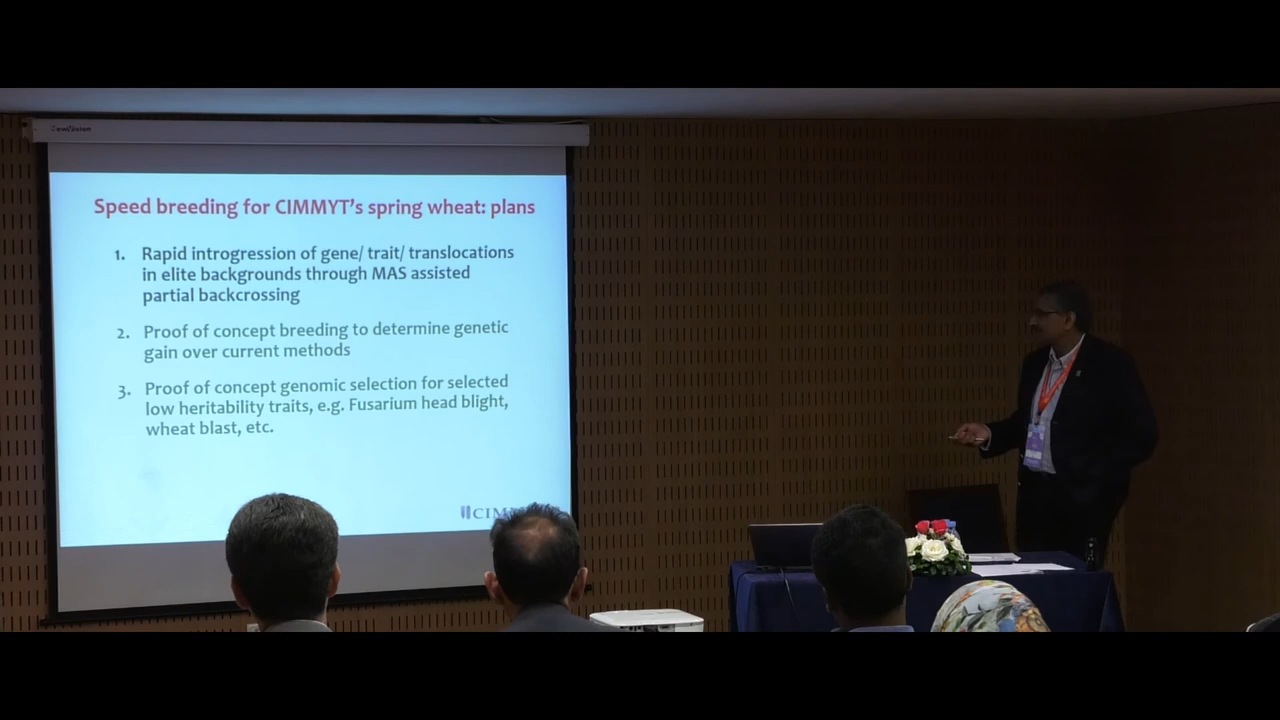 Speed breeding for CIMMYT's spring wheat: plans
1. Rapid introgression of gene/ trait/ translocations
in elite backgrounds through MAS assisted
partial backcrossing
2. Proof of concept breeding to determine genetic
gain over current methods
3. Proof of concept genomic selection for selected
low heritability traits, e.g. Fusarium head blight,
wheat blast, etc.